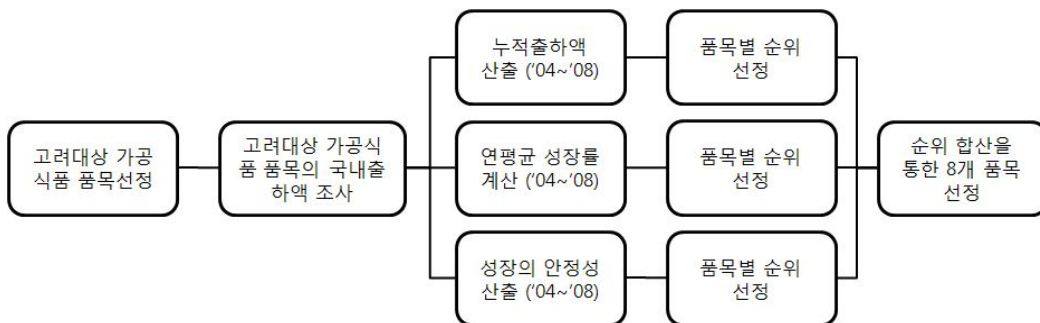 고려대상 가공
식품 품목선정
고려대상 가공식
품 품목의 국내출
하액 조사
누적출하액
산출 (‘04~’08)
품목별 순위
선정
연평균 성장률
계산 (‘04~’08)
품목별 순위
선정
성장의 안정성
산출 (‘04~’08)
품목별 순위
선정
순위 합산을
통한 8개 품목
선정